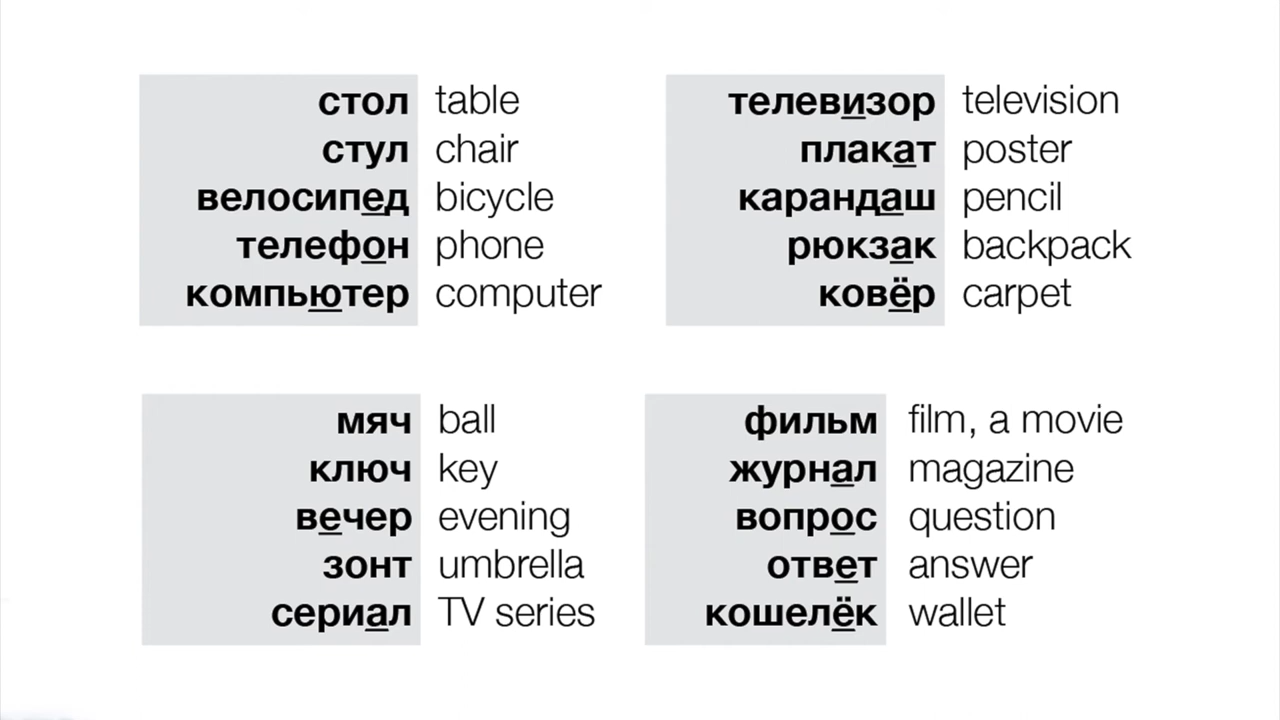 стол table
стул chair
велосипед bicycle
телефон phone
компьютер computer
телевизор television
плакат poster
карандаш pencil
рюкзак backpack
ковёр carpet
мяч ball
ключ key
вечер evening
зонт umbrella
сериал TV series
фильм film, a movie
журнал magazine
вопрос question
ответ answer
кошелёк wallet